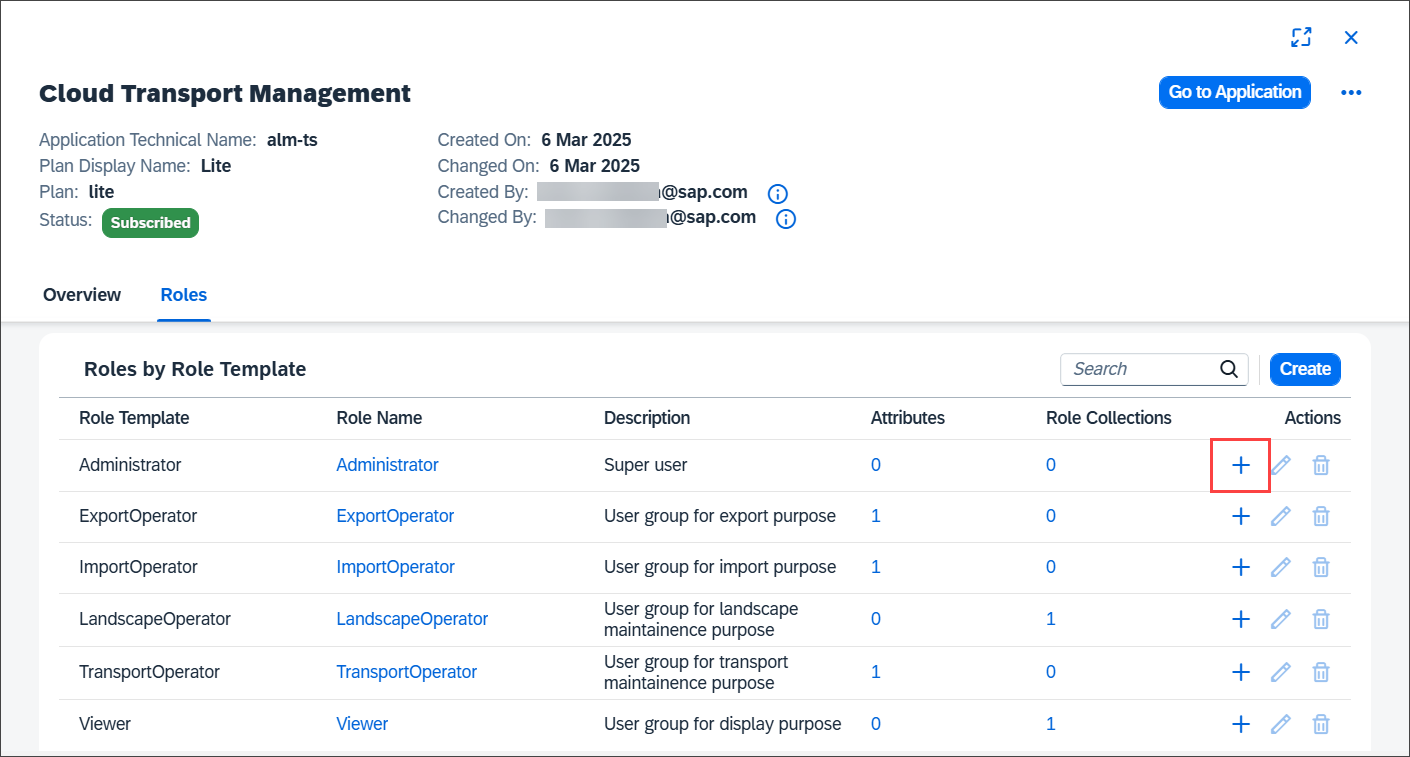 Cloud Transport Management
Go to Application
Application Technical Name: alm-ts
Plan Display Name: Lite
Plan: lite
Status: Subscribed
Created On: 6 Mar 2025
Changed On: 6 Mar 2025
Created By: @sap.com
Changed By: @sap.com
Overview Roles
Roles by Role Template Search Create
Role Template Role Name Description Attributes Role Collections Actions
Administrator Administrator Super user 0 0
ExportOperator ExportOperator User group for export purpose 1 0
ImportOperator ImportOperator User group for import purpose 1 0
LandscapeOperator LandscapeOperator User group for landscape
maintainence purpose 0 1
TransportOperator TransportOperator User group for transport
maintainence purpose 1 0
Viewer Viewer User group for display purpose 0 1